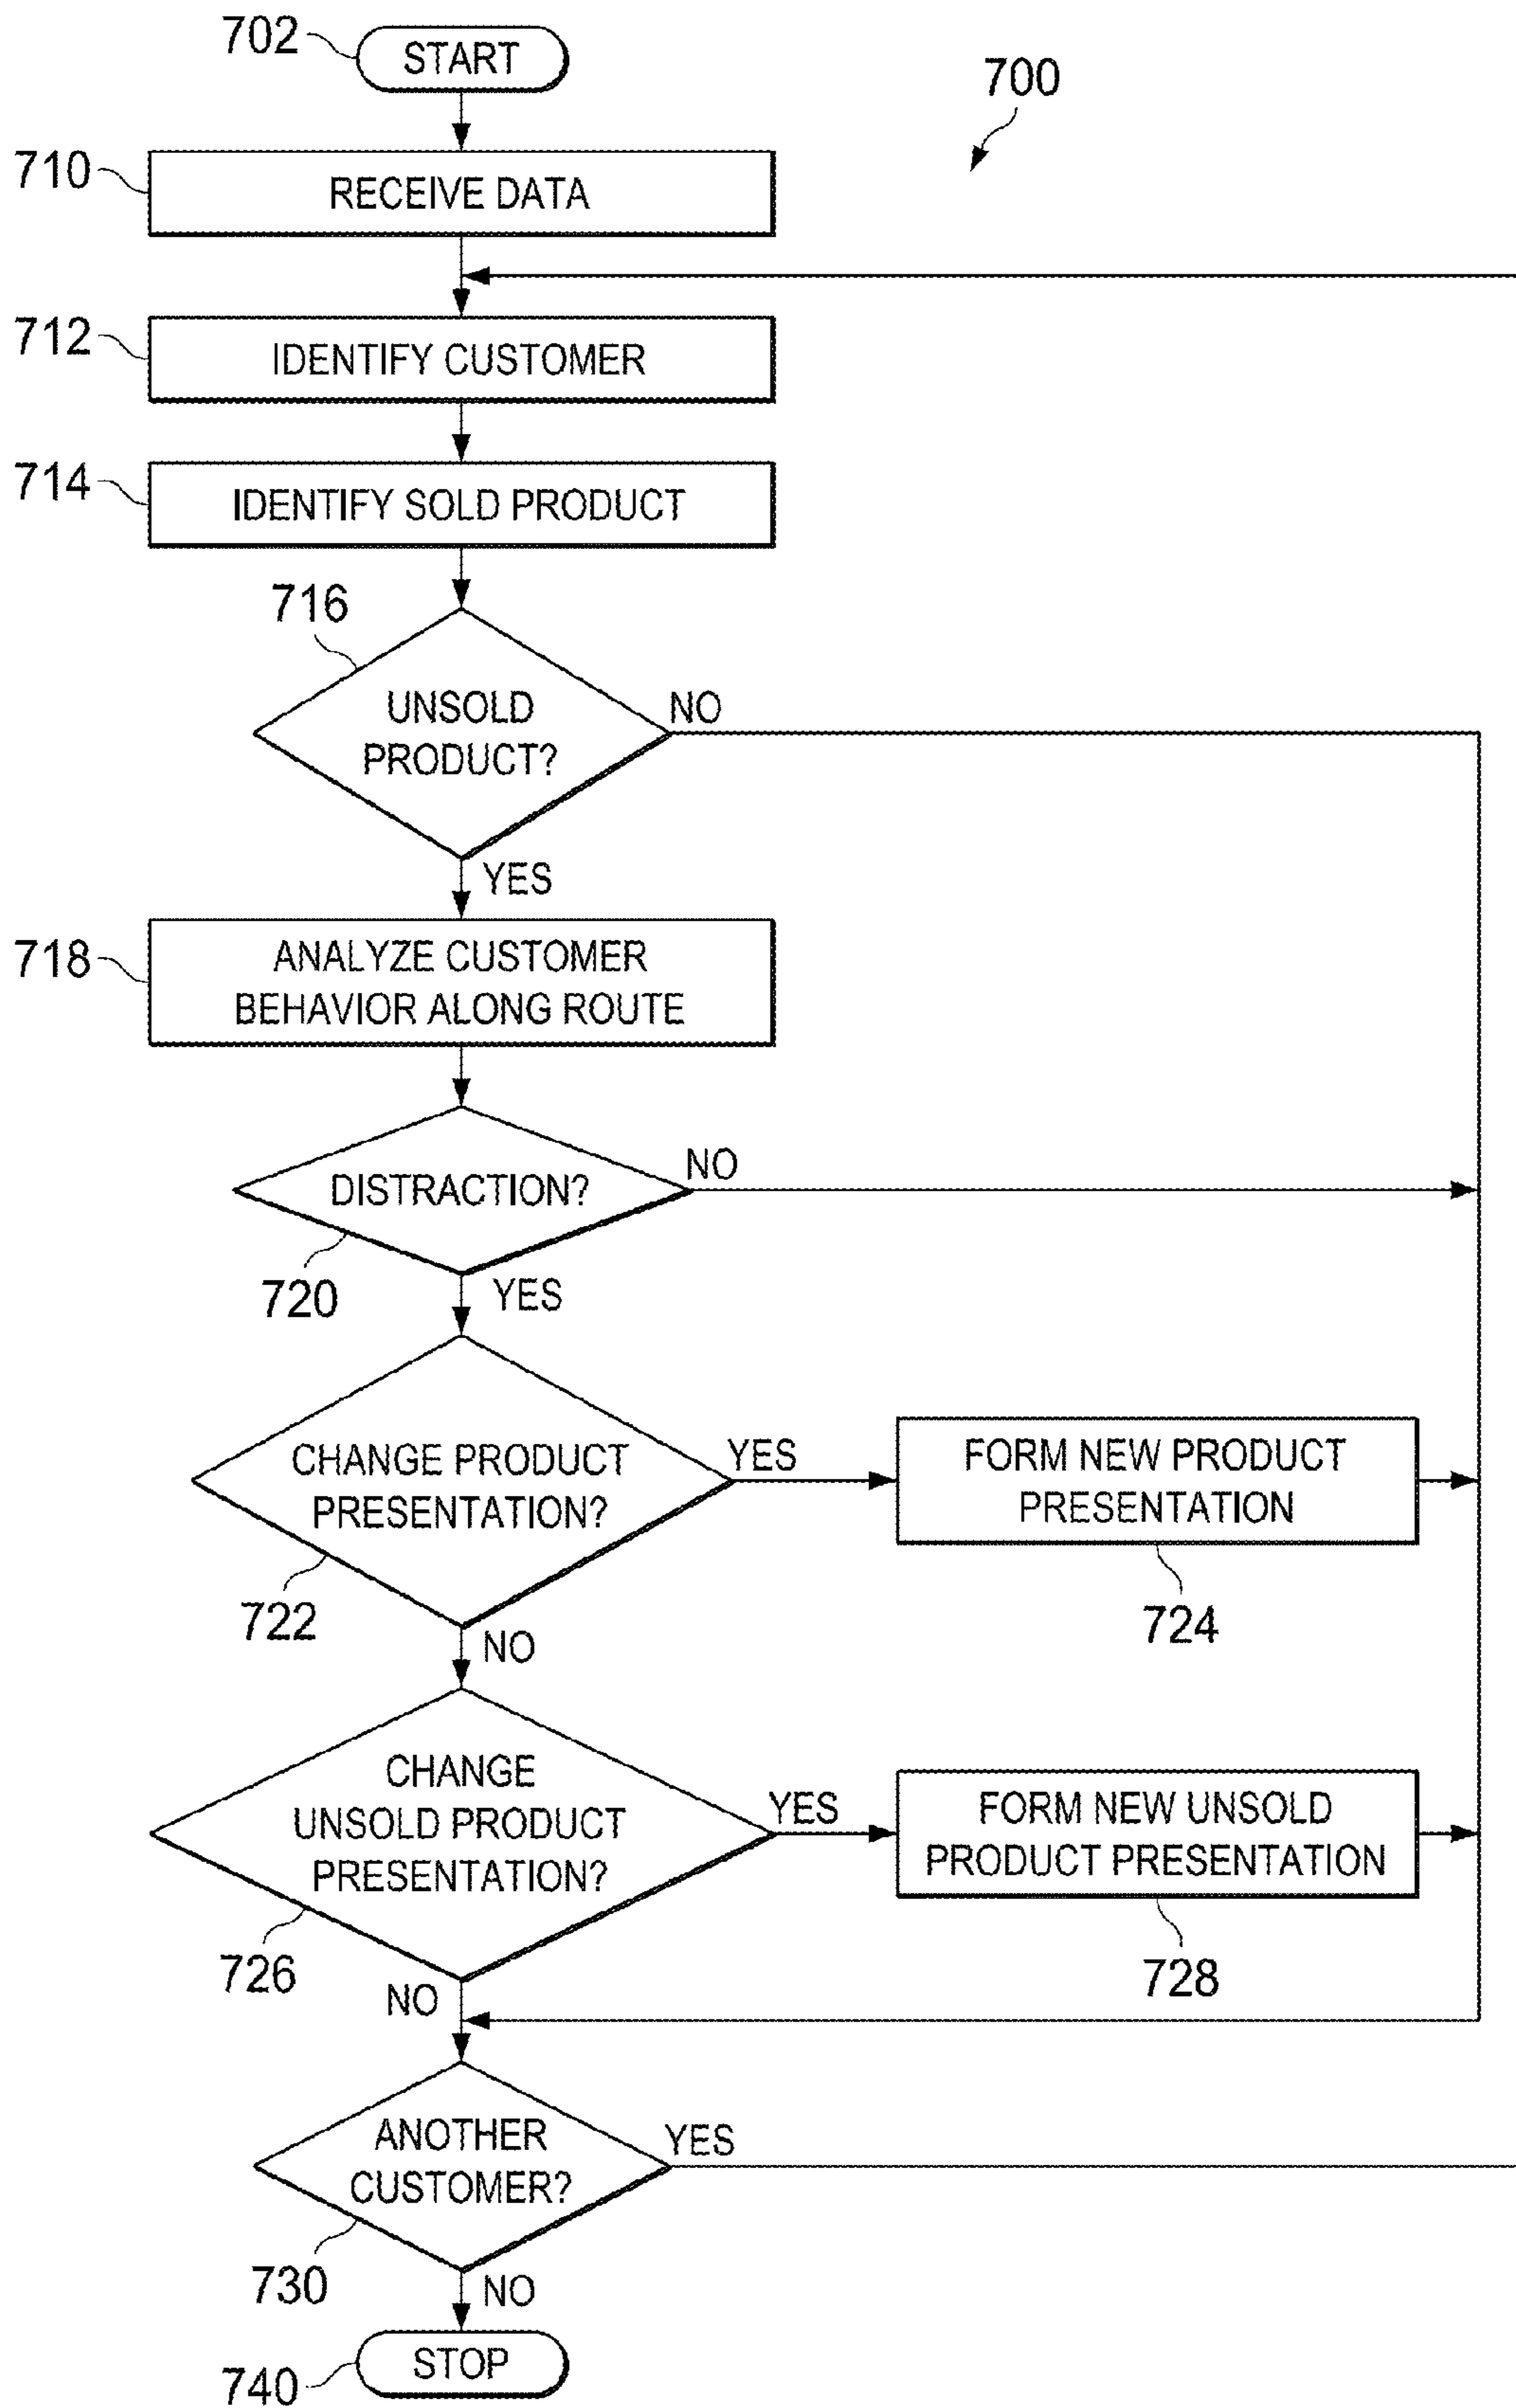 702
START
700
710
RECEIVE DATA
712
IDENTIFY CUSTOMER
714
IDENTIFY SOLD PRODUCT
716
UNSOLD
PRODUCT?
NO
YES
718
ANALYZE CUSTOMER
BEHAVIOR ALONG ROUTE
DISTRACTION?
NO
720
YES
CHANGE PRODUCT
PRESENTATION?
YES
FORM NEW PRODUCT
PRESENTATION
722
724
NO
CHANGE
UNSOLD PRODUCT
PRESENTATION?
YES
FORM NEW UNSOLD
PRODUCT PRESENTATION
726
728
NO
ANOTHER
CUSTOMER?
YES
730
NO
STOP
740